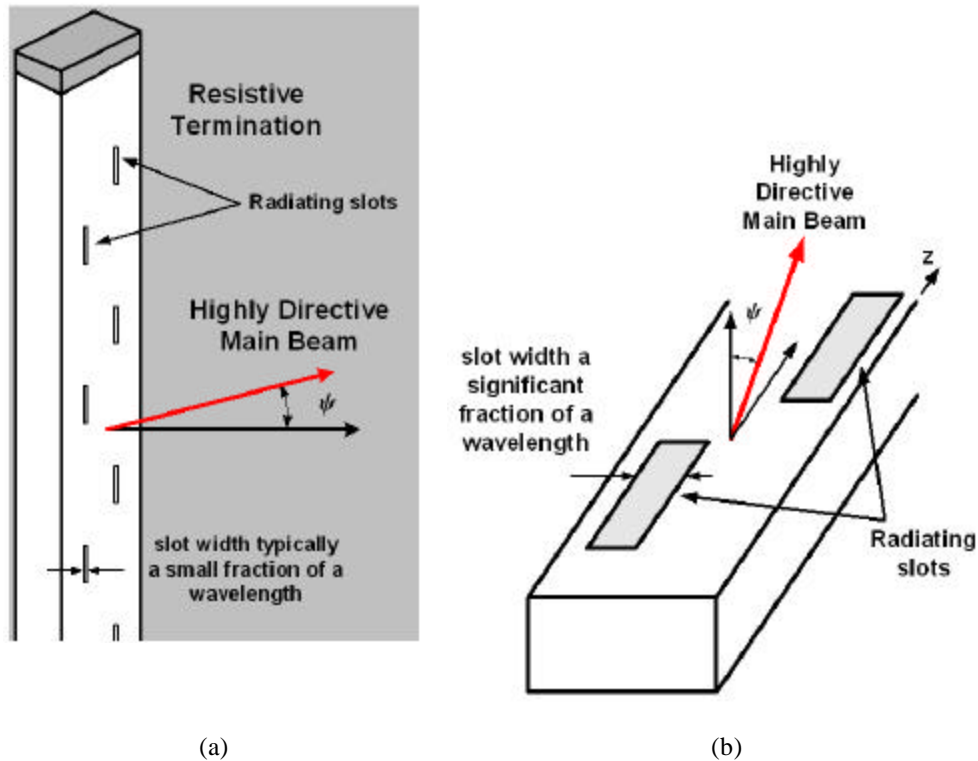 Resistive
Termination
Radiating slots
Highly Directive
Main Beam
ψ
slot width typically
a small fraction of a
wavelength
(a)
Highly
Directive
Main Beam
z
ψ
slot width a
significant
fraction of a
wavelength
Radiating
slots
(b)